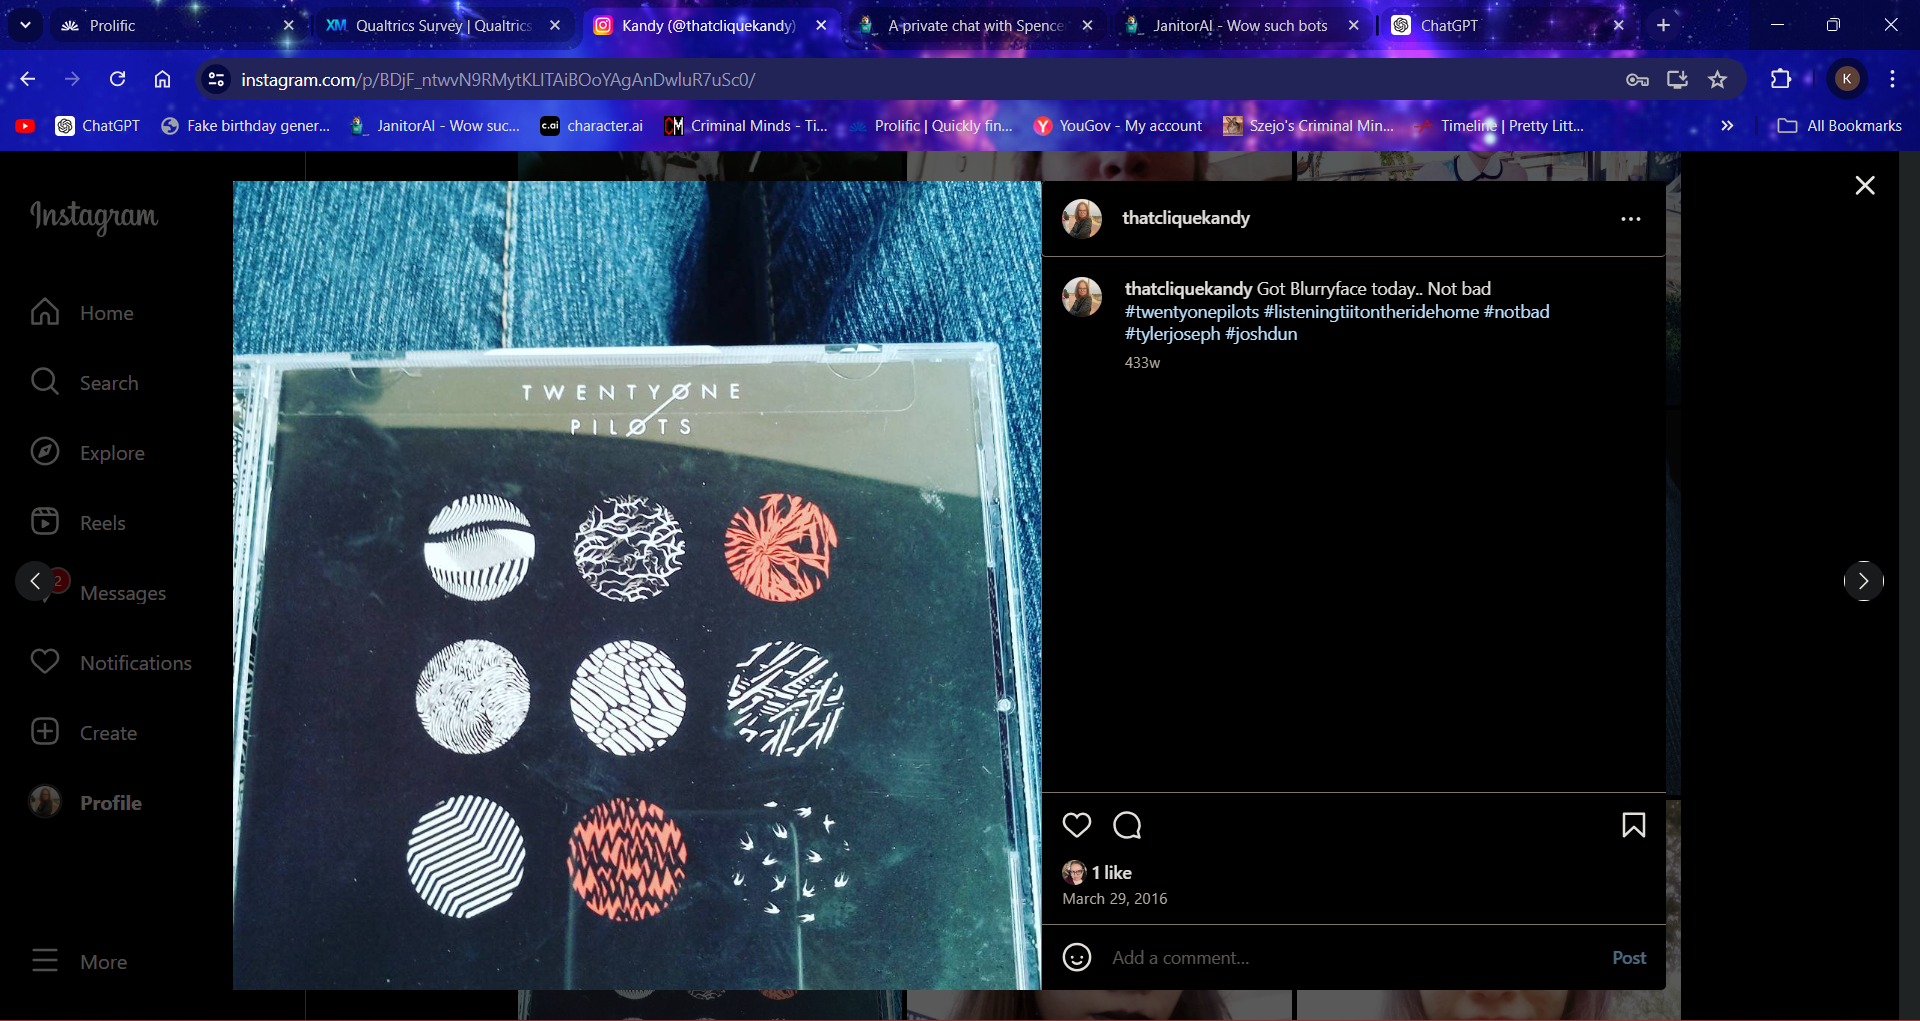 Prolific
Qualtrics Survey | Qualtrics
Kandy (@thatcliquekandy)
A private chat with Spence
JanitorAI - Wow such bots
ChatGPT
instagram.com/p/BDjF_ntwvN9RMytKLITAiBOoYAgAnDwluR7uSc0/
K
ChatGPT
Fake birthday gener...
JanitorAI - Wow suc...
c.ai
character.ai
CM
Criminal Minds - Ti...
Prolific | Quickly fin...
YouGov - My account
Szejo's Criminal Min...
Timeline | Pretty Litt...
All Bookmarks
Instagram
Home
Search
Explore
Reels
2
Messages
Notifications
Create
Profile
More
TWENTY ØNE
PILØTS
thatcliquekandy
thatcliquekandy Got Blurryface today.. Not bad
#twentyonepilots #listeningtiitontheridehome #notbad
#tylerjoseph #joshdun
433w
1 like
March 29, 2016
Add a comment...
Post